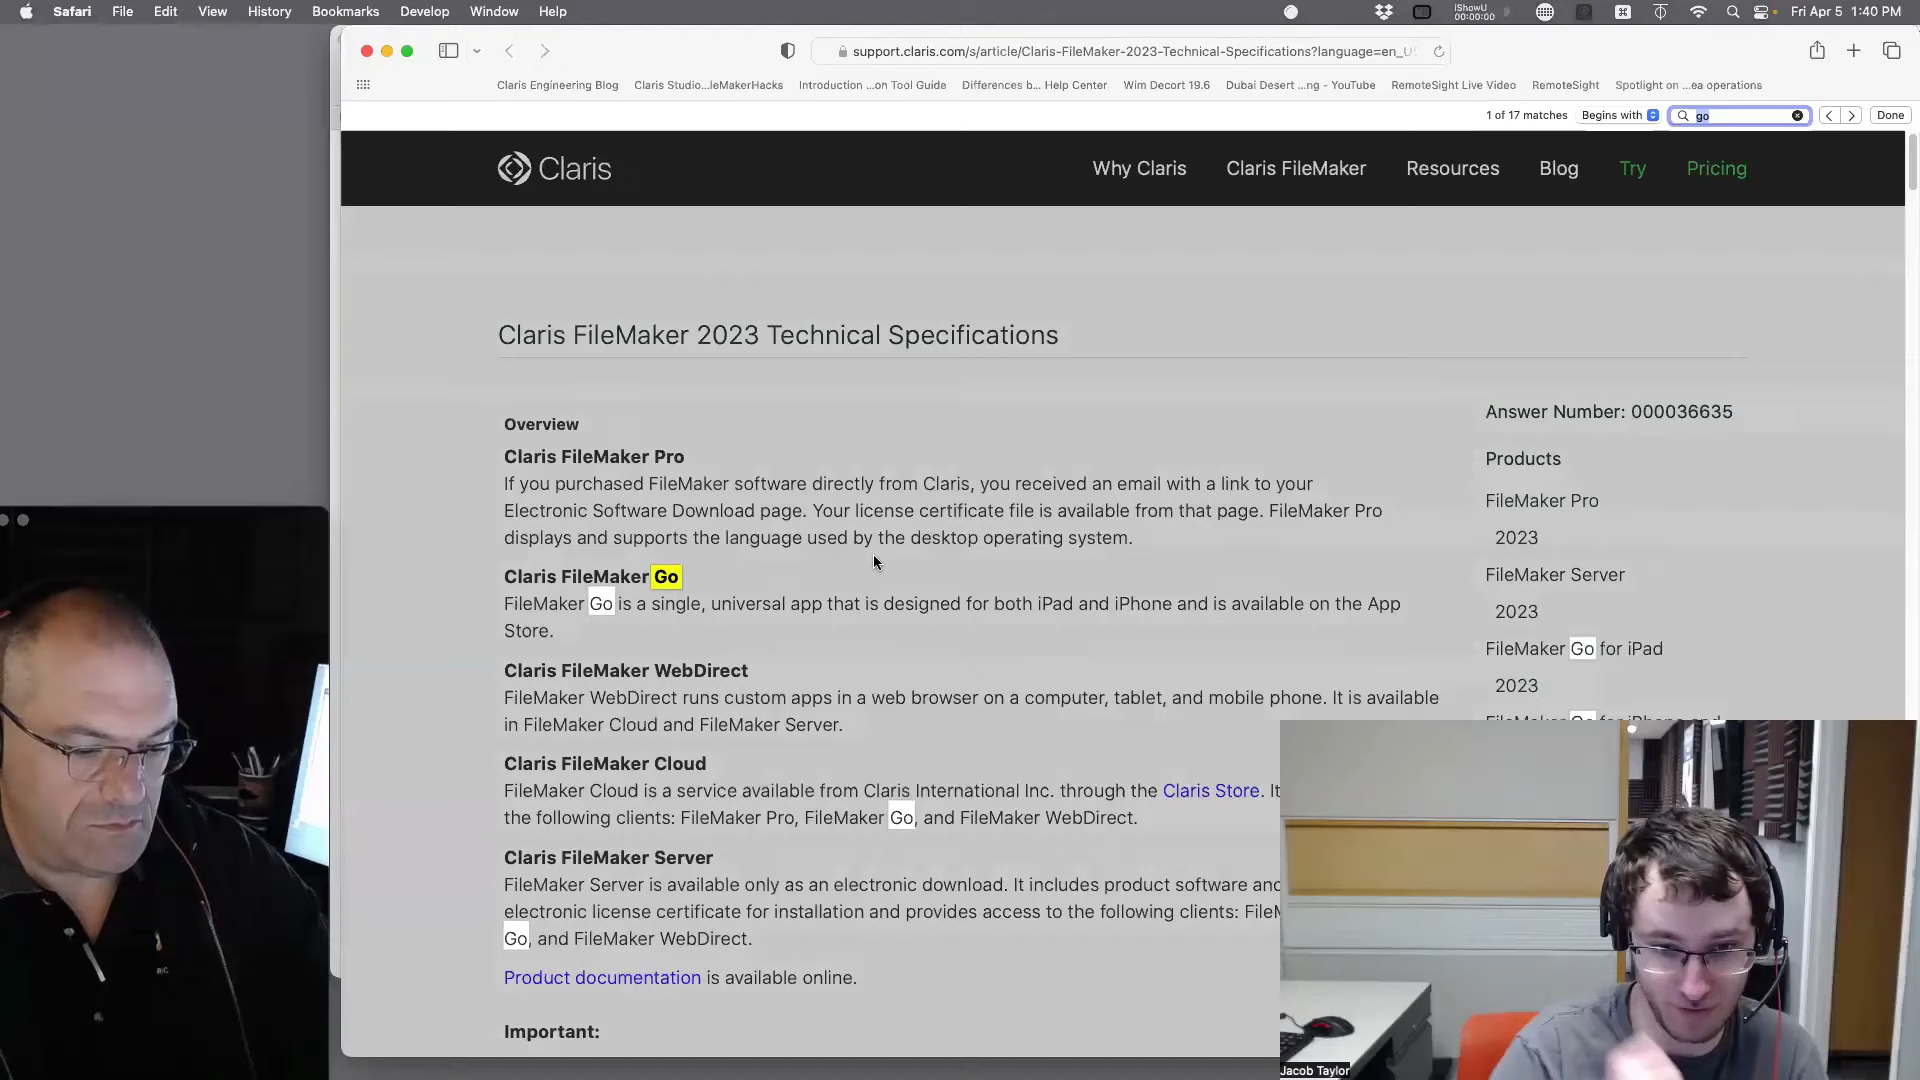 Safari File Edit View History Bookmarks Develop Window Help
iShowU
00:00:00
Fri Apr 5 1:40 PM
support.claris.com/s/article/Claris-FileMaker-2023-Technical-Specifications?language=en_U
Claris Engineering Blog Claris Studio...leMakerHacks Introduction ...on Tool Guide Differences b... Help Center Wim Decort 19.6 Dubai Desert ...ng - YouTube RemoteSight Live Video RemoteSight Spotlight on ...ea operations
1 of 17 matches Begins with go Done
Claris
Why Claris Claris FileMaker Resources Blog Try Pricing
Claris FileMaker 2023 Technical Specifications
Overview
Claris FileMaker Pro
If you purchased FileMaker software directly from Claris, you received an email with a link to your
Electronic Software Download page. Your license certificate file is available from that page. FileMaker Pro
displays and supports the language used by the desktop operating system.
Claris FileMaker Go
FileMaker Go is a single, universal app that is designed for both iPad and iPhone and is available on the App
Store.
Claris FileMaker WebDirect
FileMaker WebDirect runs custom apps in a web browser on a computer, tablet, and mobile phone. It is available
in FileMaker Cloud and FileMaker Server.
Claris FileMaker Cloud
FileMaker Cloud is a service available from Claris International Inc. through the Claris Store. It
the following clients: FileMaker Pro, FileMaker Go, and FileMaker WebDirect.
Claris FileMaker Server
FileMaker Server is available only as an electronic download. It includes product software and
electronic license certificate for installation and provides access to the following clients: FileM
Go, and FileMaker WebDirect.
Product documentation is available online.
Important:
Answer Number: 000036635
Products
FileMaker Pro
2023
FileMaker Server
2023
FileMaker Go for iPad
2023
FileMaker Go for iPhone and
Jacob Taylor